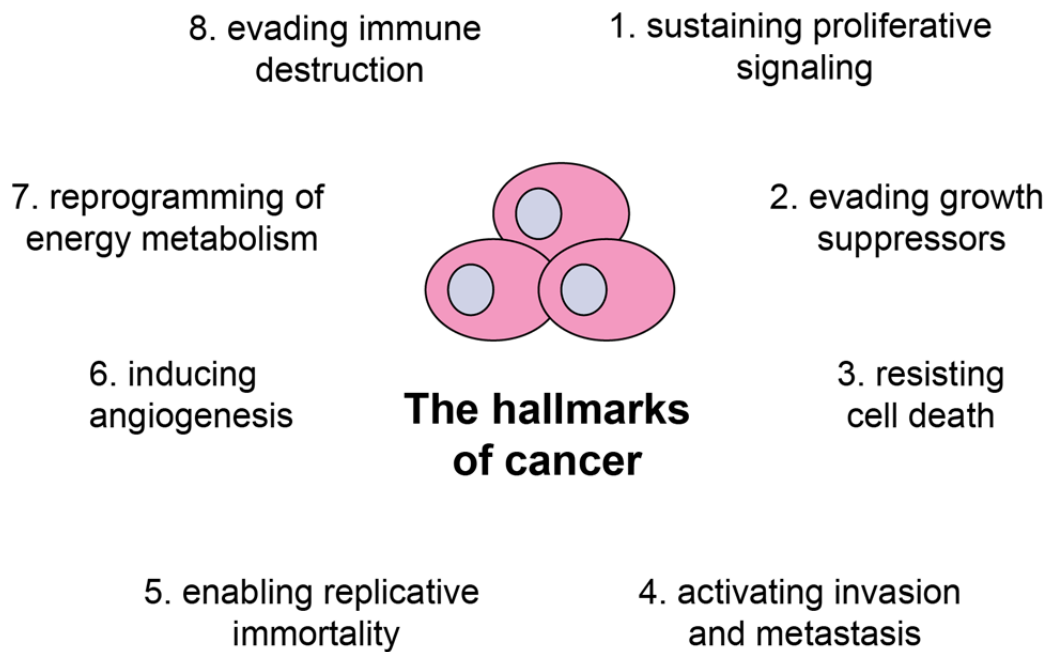 8. evading immune
destruction
1. sustaining proliferative
signaling
7. reprogramming of
energy metabolism
2. evading growth
suppressors
6. inducing
angiogenesis
The hallmarks
of cancer
3. resisting
cell death
5. enabling replicative
immortality
4. activating invasion
and metastasis